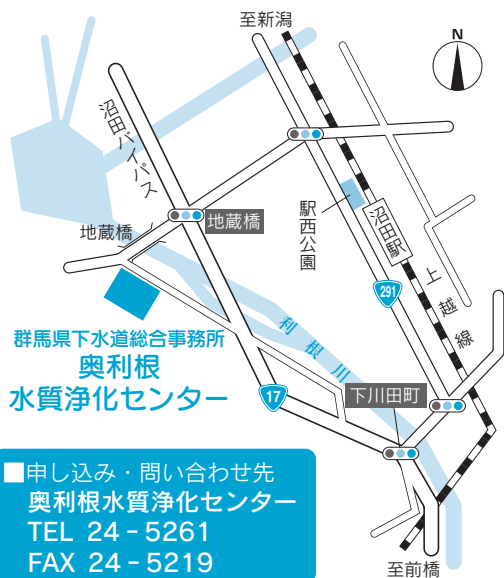 至新潟
N
沼田バイパス
地蔵橋
地蔵橋
駅西公園
沼田駅
上越線
291
利根川
群馬県下水道総合事務所
奥利根
水質浄化センター
17
下川田町
■申し込み・問い合わせ先
奥利根水質浄化センター
TEL 24-5261
FAX 24-5219
至前橋